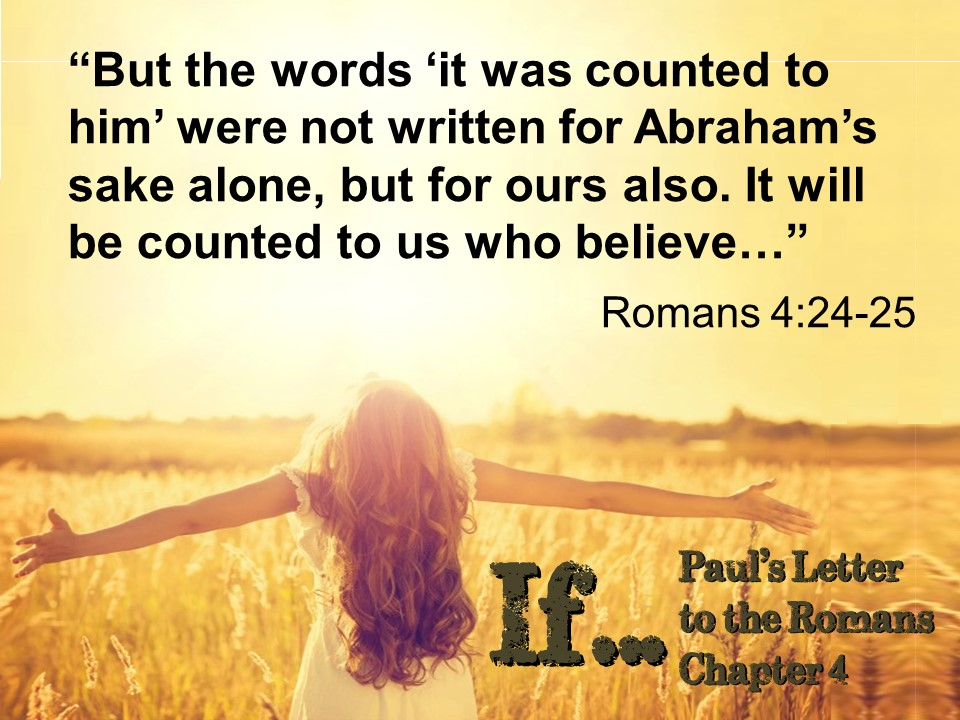 “But the words ‘it was counted to
him’ were not written for Abraham’s
sake alone, but for ours also. It will
be counted to us who believe…”
Romans 4:24-25
If...
Paul’s Letter
to the Romans
Chapter 4